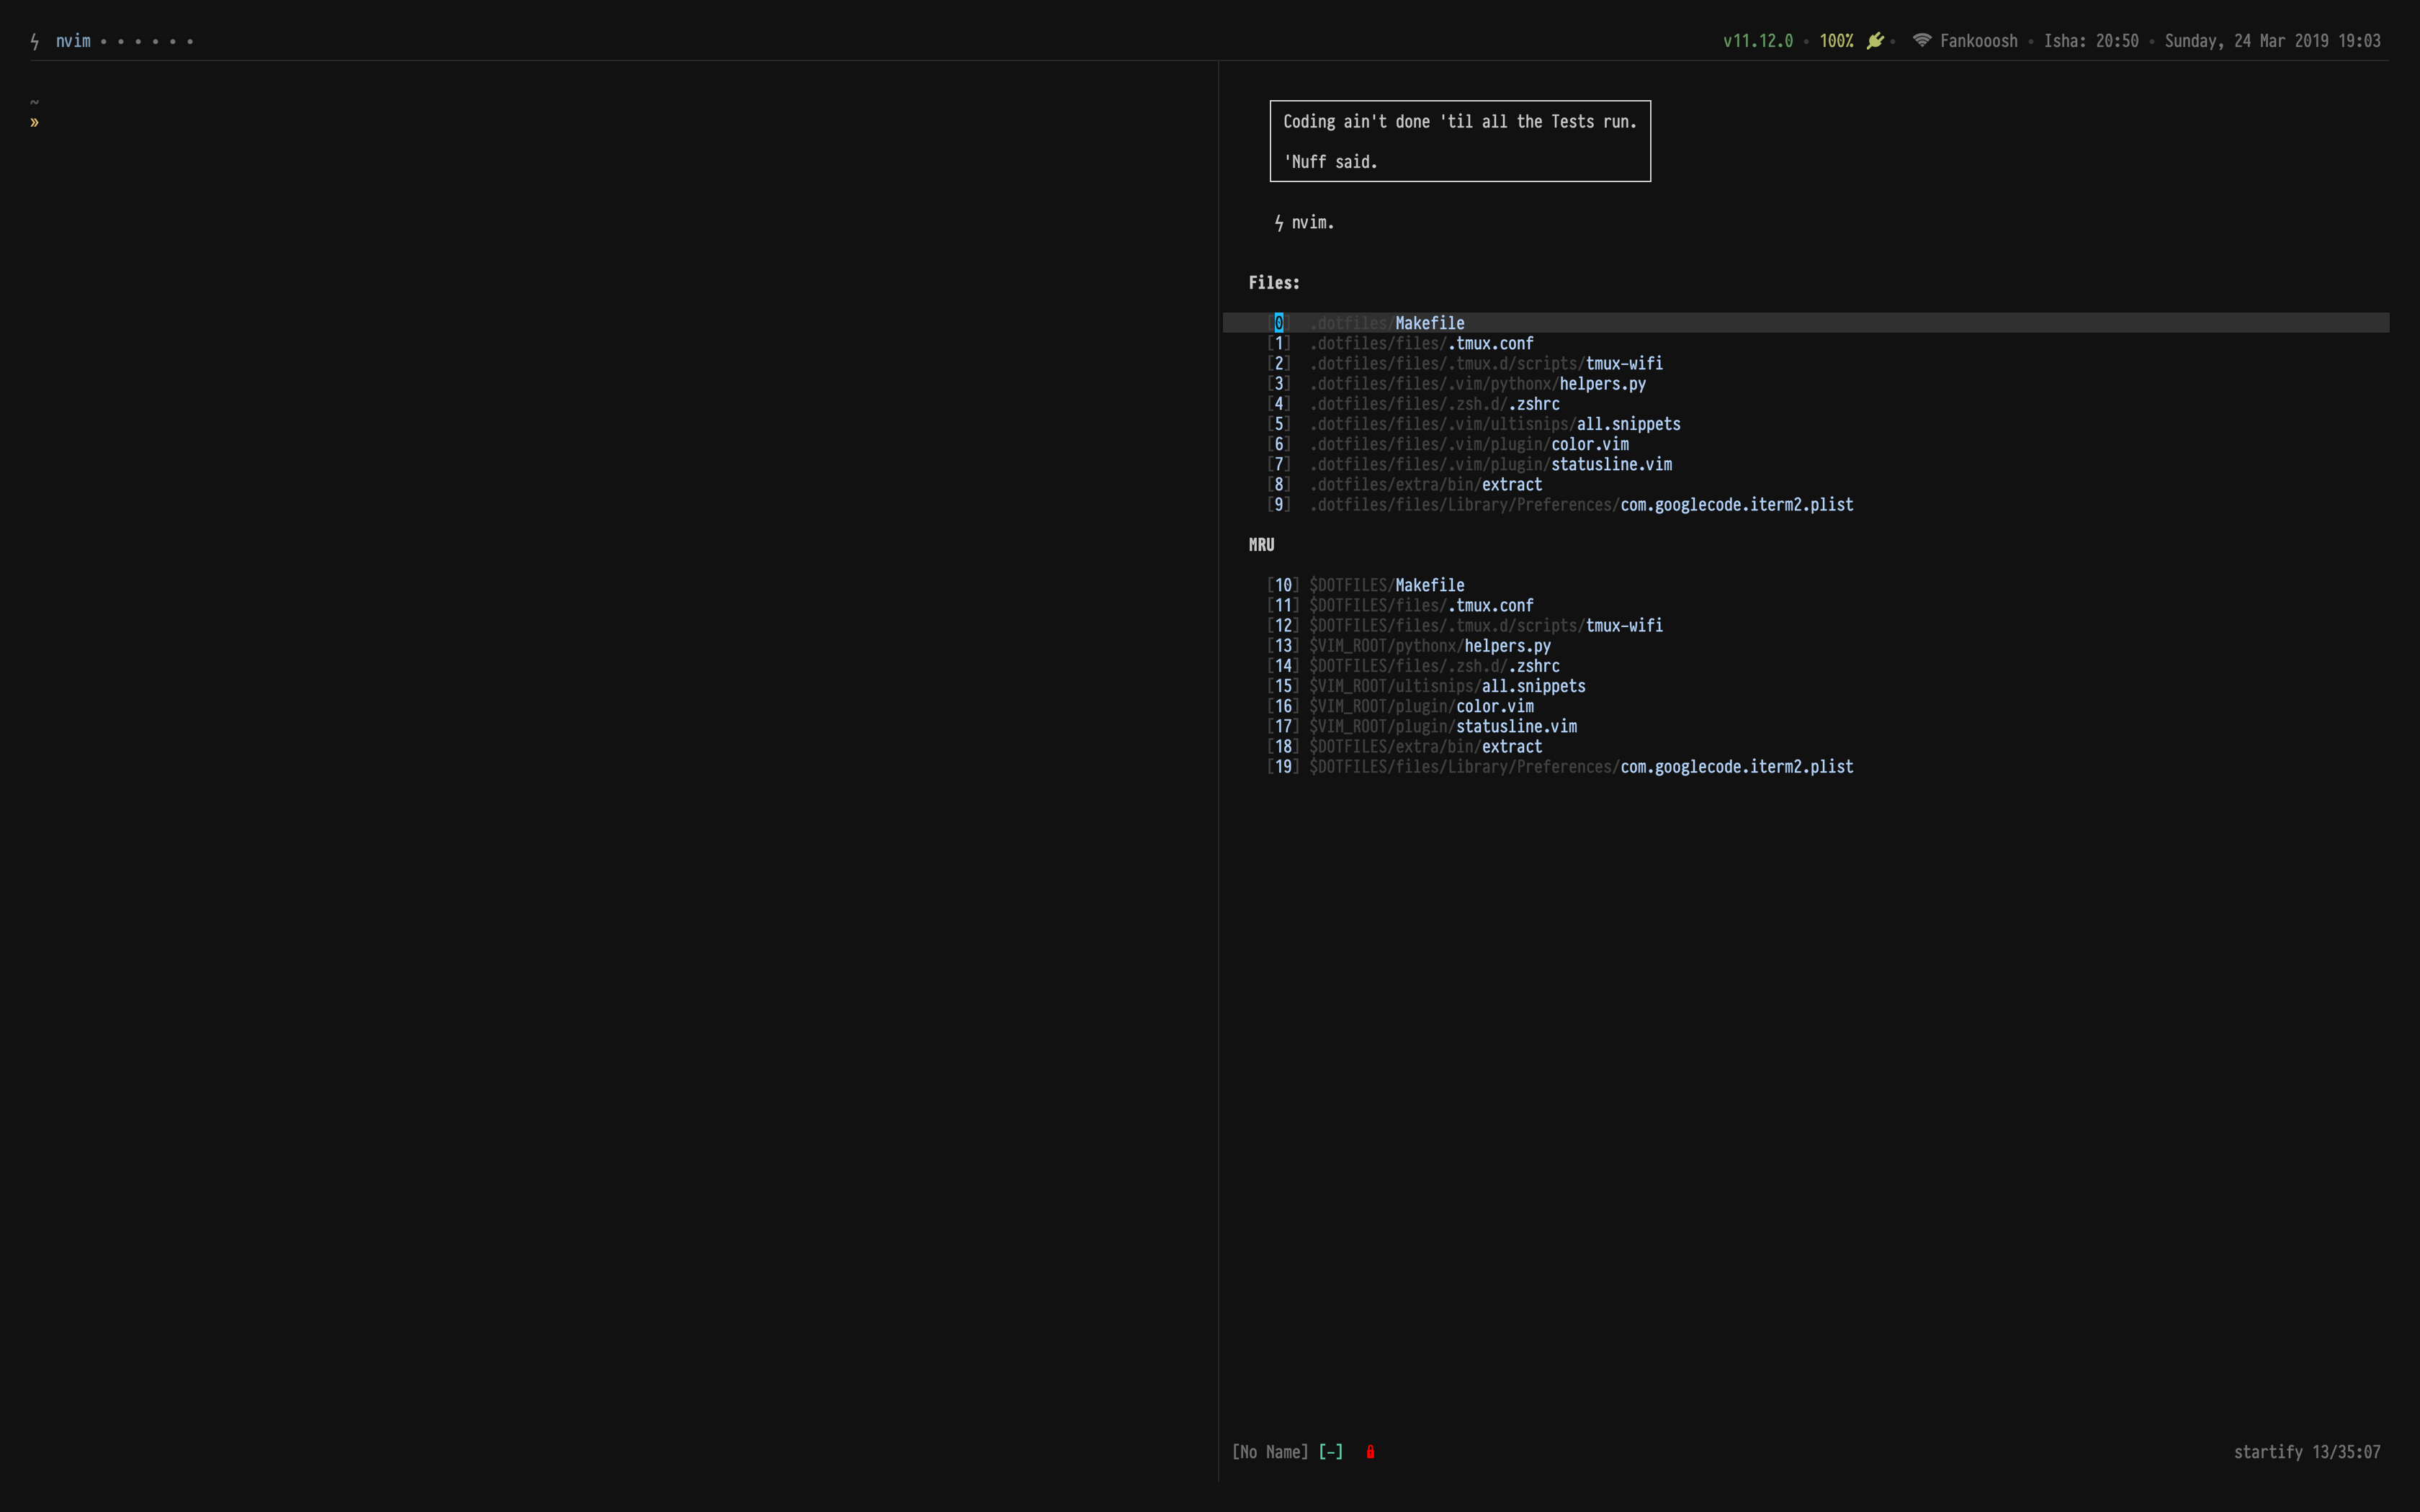 ϟ nvim • • • • • •
v11.12.0 • 100% • Fankooosh • Isha: 20:50 • Sunday, 24 Mar 2019 19:03
~
»
Coding ain't done 'til all the Tests run.
'Nuff said.
ϟ nvim.
Files:
[0] .dotfiles/Makefile
[1] .dotfiles/files/.tmux.conf
[2] .dotfiles/files/.tmux.d/scripts/tmux-wifi
[3] .dotfiles/files/.vim/pythonx/helpers.py
[4] .dotfiles/files/.zsh.d/.zshrc
[5] .dotfiles/files/.vim/ultisnips/all.snippets
[6] .dotfiles/files/.vim/plugin/color.vim
[7] .dotfiles/files/.vim/plugin/statusline.vim
[8] .dotfiles/extra/bin/extract
[9] .dotfiles/files/Library/Preferences/com.googlecode.iterm2.plist
MRU
[10] $DOTFILES/Makefile
[11] $DOTFILES/files/.tmux.conf
[12] $DOTFILES/files/.tmux.d/scripts/tmux-wifi
[13] $VIM_ROOT/pythonx/helpers.py
[14] $DOTFILES/files/.zsh.d/.zshrc
[15] $VIM_ROOT/ultisnips/all.snippets
[16] $VIM_ROOT/plugin/color.vim
[17] $VIM_ROOT/plugin/statusline.vim
[18] $DOTFILES/extra/bin/extract
[19] $DOTFILES/files/Library/Preferences/com.googlecode.iterm2.plist
[No Name] [-]
startify 13/35:07